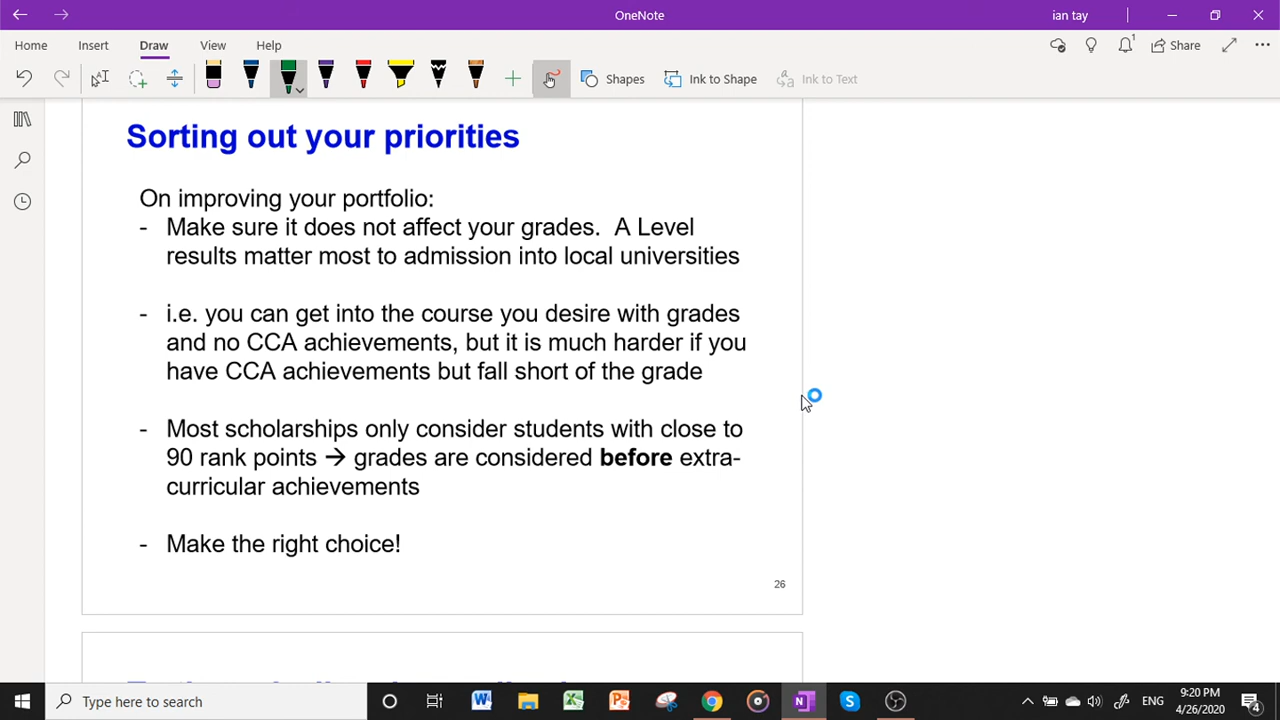 OneNote
ian tay
Home Insert Draw View Help
Share
Shapes Ink to Shape Ink to Text
Sorting out your priorities
On improving your portfolio:
- Make sure it does not affect your grades. A Level
results matter most to admission into local universities
- i.e. you can get into the course you desire with grades
and no CCA achievements, but it is much harder if you
have CCA achievements but fall short of the grade
- Most scholarships only consider students with close to
90 rank points → grades are considered before extra-
curricular achievements
- Make the right choice!
26
Type here to search
ENG
9:20 PM
4/26/2020
4